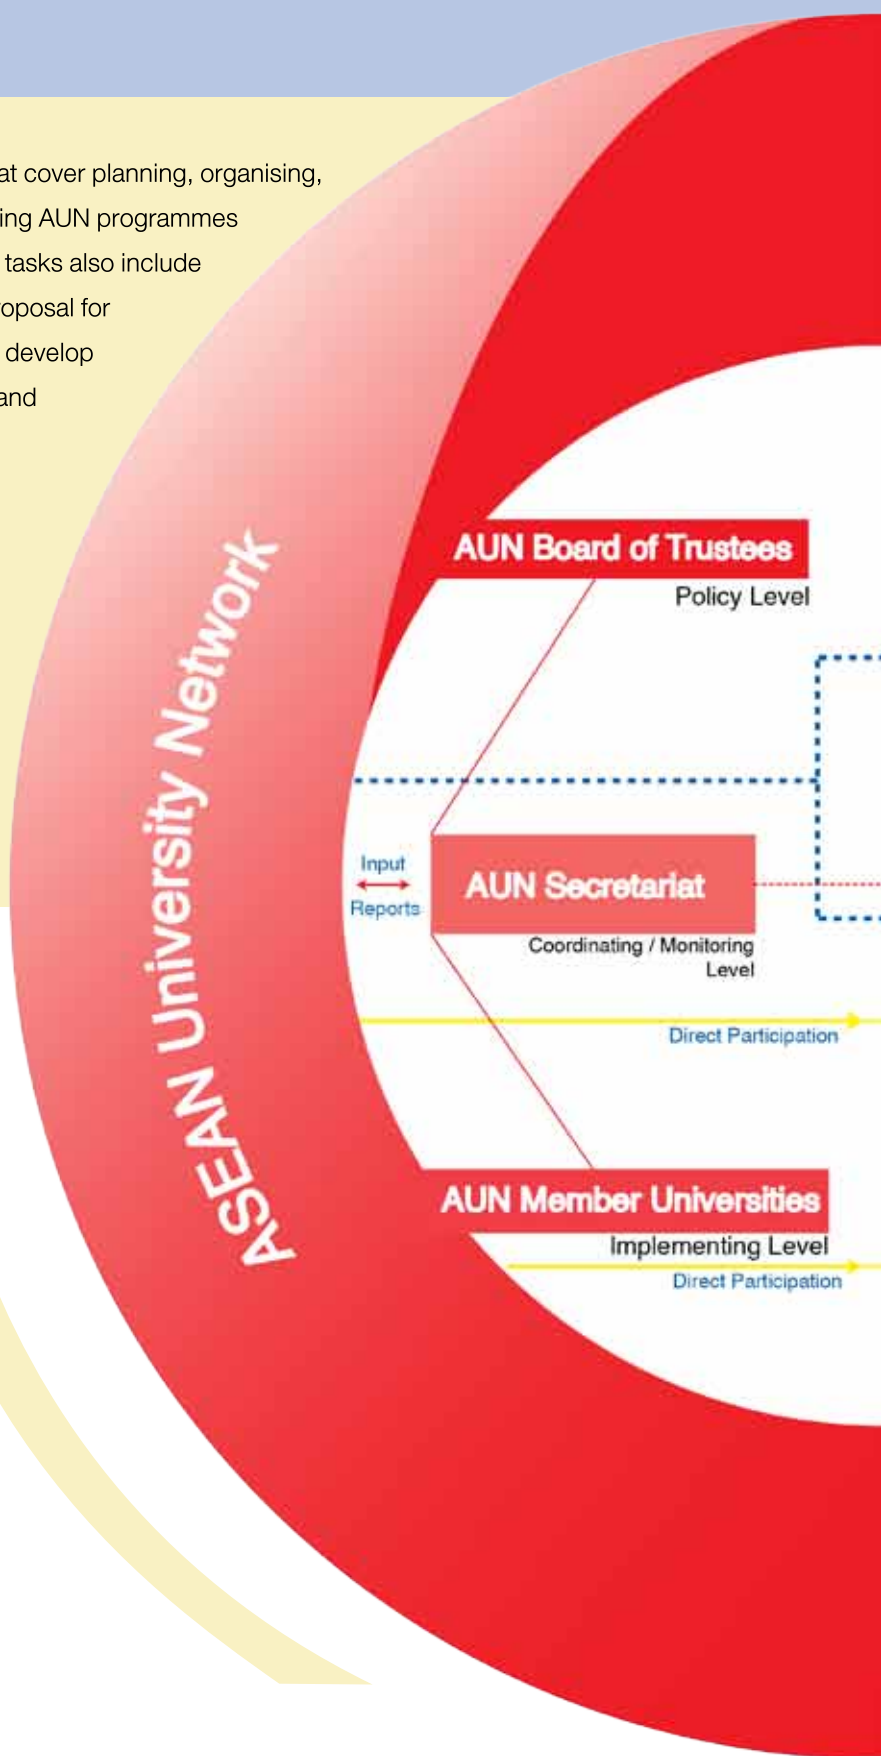 at cover planning, organising,
ing AUN programmes
tasks also include
oposal for
develop
and
ASEAN University Network
AUN Board of Trustees
Policy Level
Input
Reports
AUN Secretariat
Coordinating / Monitoring
Level
Direct Participation
AUN Member Universities
Implementing Level
Direct Participation